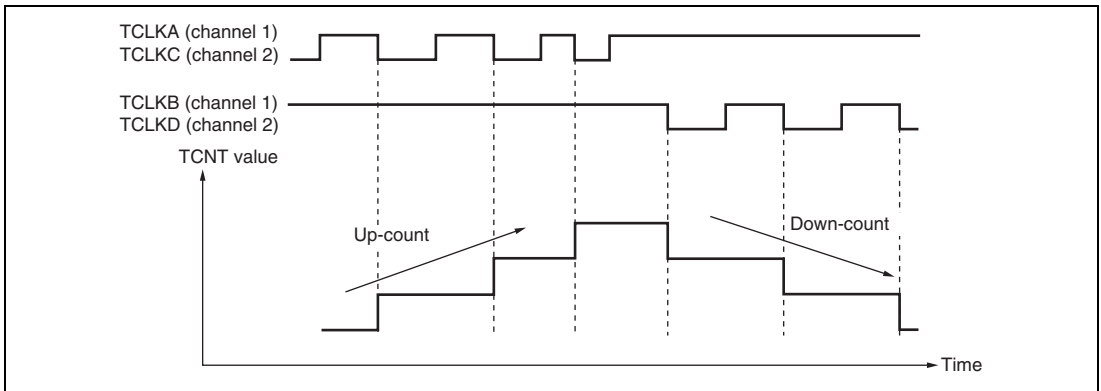 TCLKA (channel 1)
TCLKC (channel 2)
TCLKB (channel 1)
TCLKD (channel 2)
TCNT value
Up-count
Down-count
Time